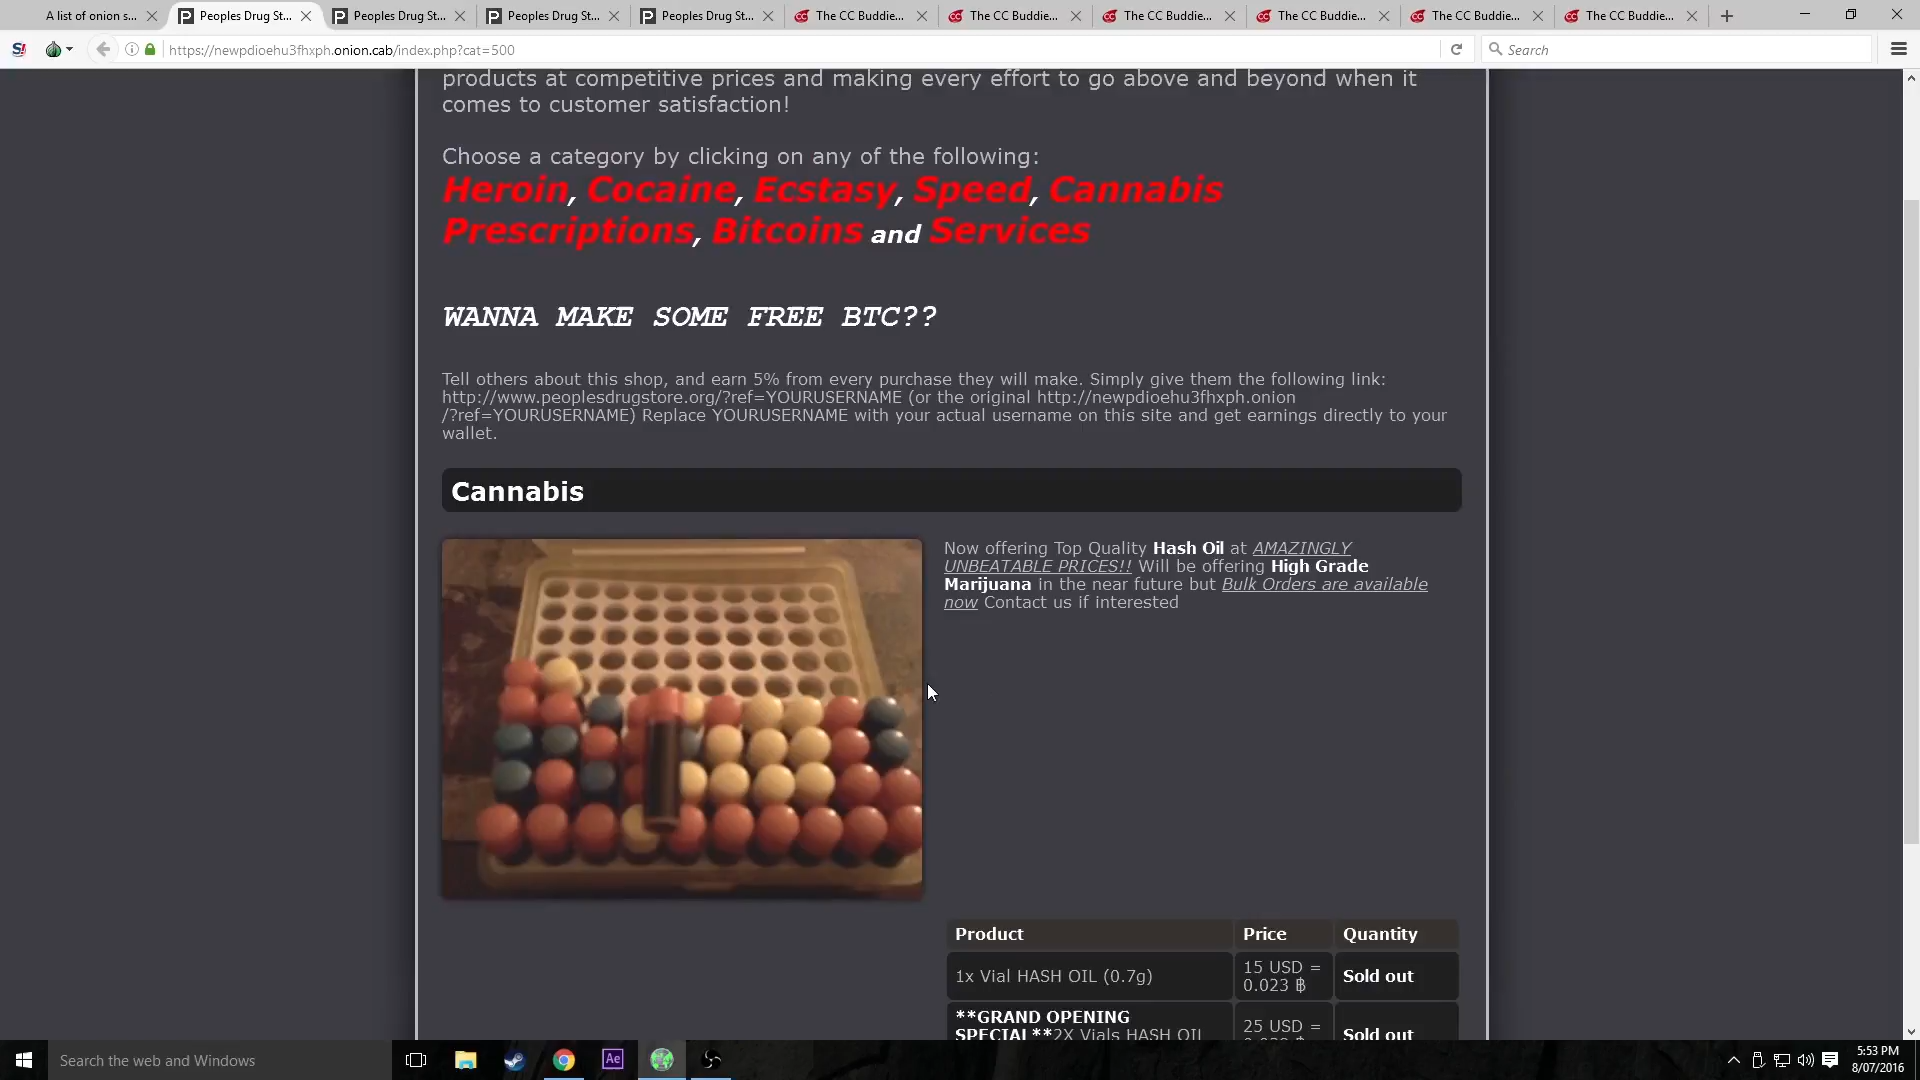 A list of onion s...
Peoples Drug St...
Peoples Drug St...
Peoples Drug St...
Peoples Drug St...
The CC Buddie...
The CC Buddie...
The CC Buddie...
The CC Buddie...
The CC Buddie...
The CC Buddie...
https://newpdioehu3fhxph.onion.cab/index.php?cat=500
Search
products at competitive prices and making every effort to go above and beyond when it
comes to customer satisfaction!
Choose a category by clicking on any of the following:
Heroin, Cocaine, Ecstasy, Speed, Cannabis
Prescriptions, Bitcoins and Services
WANNA MAKE SOME FREE BTC??
Tell others about this shop, and earn 5% from every purchase they will make. Simply give them the following link:
http://www.peoplesdrugstore.org/?ref=YOURUSERNAME (or the original http://newpdioehu3fhxph.onion
/?ref=YOURUSERNAME) Replace YOURUSERNAME with your actual username on this site and get earnings directly to your
wallet.
Cannabis
Now offering Top Quality Hash Oil at AMAZINGLY
UNBEATABLE PRICES!! Will be offering High Grade
Marijuana in the near future but Bulk Orders are available
now Contact us if interested
Product Price Quantity
1x Vial HASH OIL (0.7g) 15 USD = Sold out
0.023 ฿
**GRAND OPENING
SPECIAL**2X Vials HASH OIL 25 USD = Sold out
Search the web and Windows
Ae
5:53 PM
8/07/2016